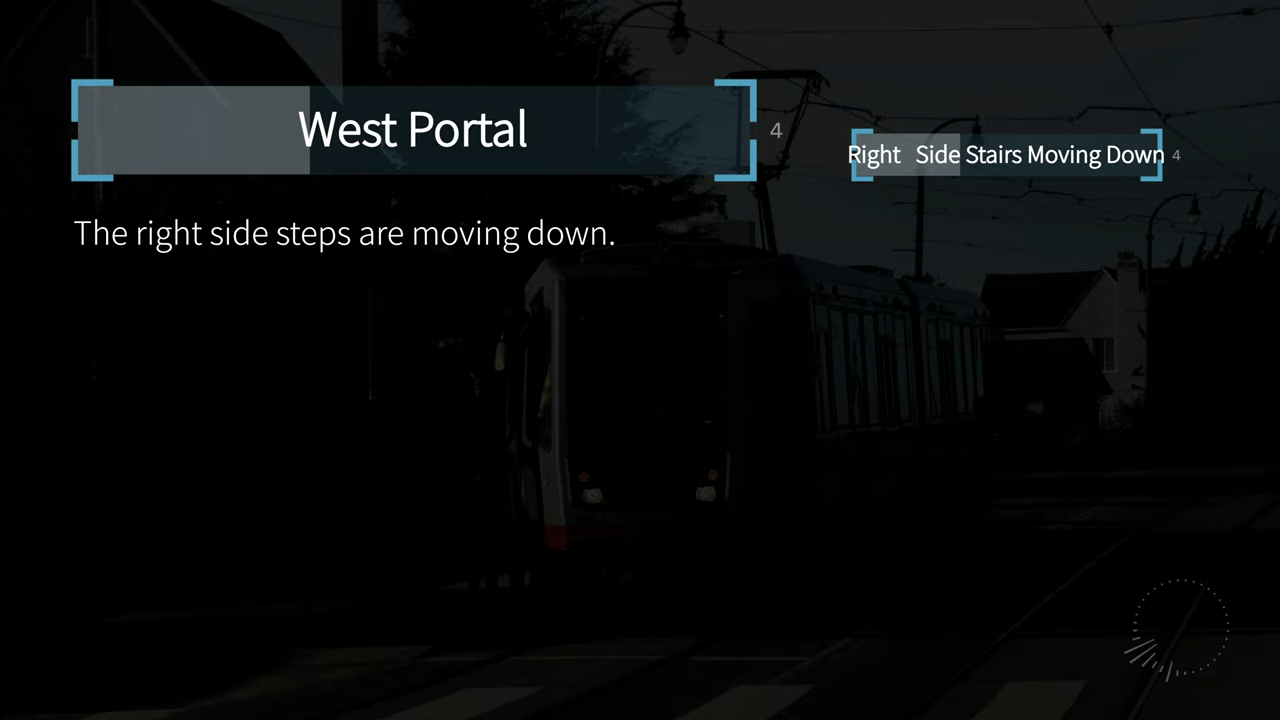 West Portal
4
Right Side Stairs Moving Down
4
The right side steps are moving down.